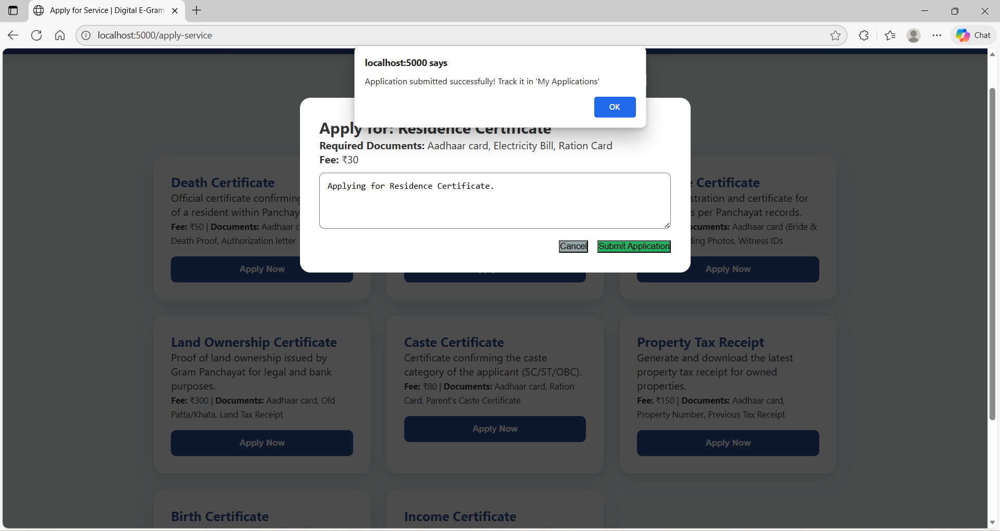 Apply for Service | Digital E-Gram
localhost:5000/apply-service
Chat
localhost:5000 says
Application submitted successfully! Track it in 'My Applications'
OK
Apply for: Residence Certificate
Required Documents: Aadhaar card, Electricity Bill, Ration Card
Fee: ₹30
Applying for Residence Certificate.
Cancel
Submit Application
Death Certificate
Official certificate confirming
of a resident within Panchay
Fee: ₹50 | Documents: Aadhaar c
Death Proof, Authorization letter
Apply Now
Certificate
stration and certificate for
s per Panchayat records.
cuments: Aadhaar card (Bride &
ding Photos, Witness IDs
Apply Now
Land Ownership Certificate
Proof of land ownership issued by
Gram Panchayat for legal and bank
purposes.
Fee: ₹300 | Documents: Aadhaar card, Old
Patta/Khata, Land Tax Receipt
Apply Now
Caste Certificate
Certificate confirming the caste
category of the applicant (SC/ST/OBC).
Fee: ₹80 | Documents: Aadhaar card, Ration
Card, Parent's Caste Certificate
Apply Now
Property Tax Receipt
Generate and download the latest
property tax receipt for owned
properties.
Fee: ₹150 | Documents: Aadhaar card,
Property Number, Previous Tax Receipt
Apply Now
Birth Certificate
Income Certificate